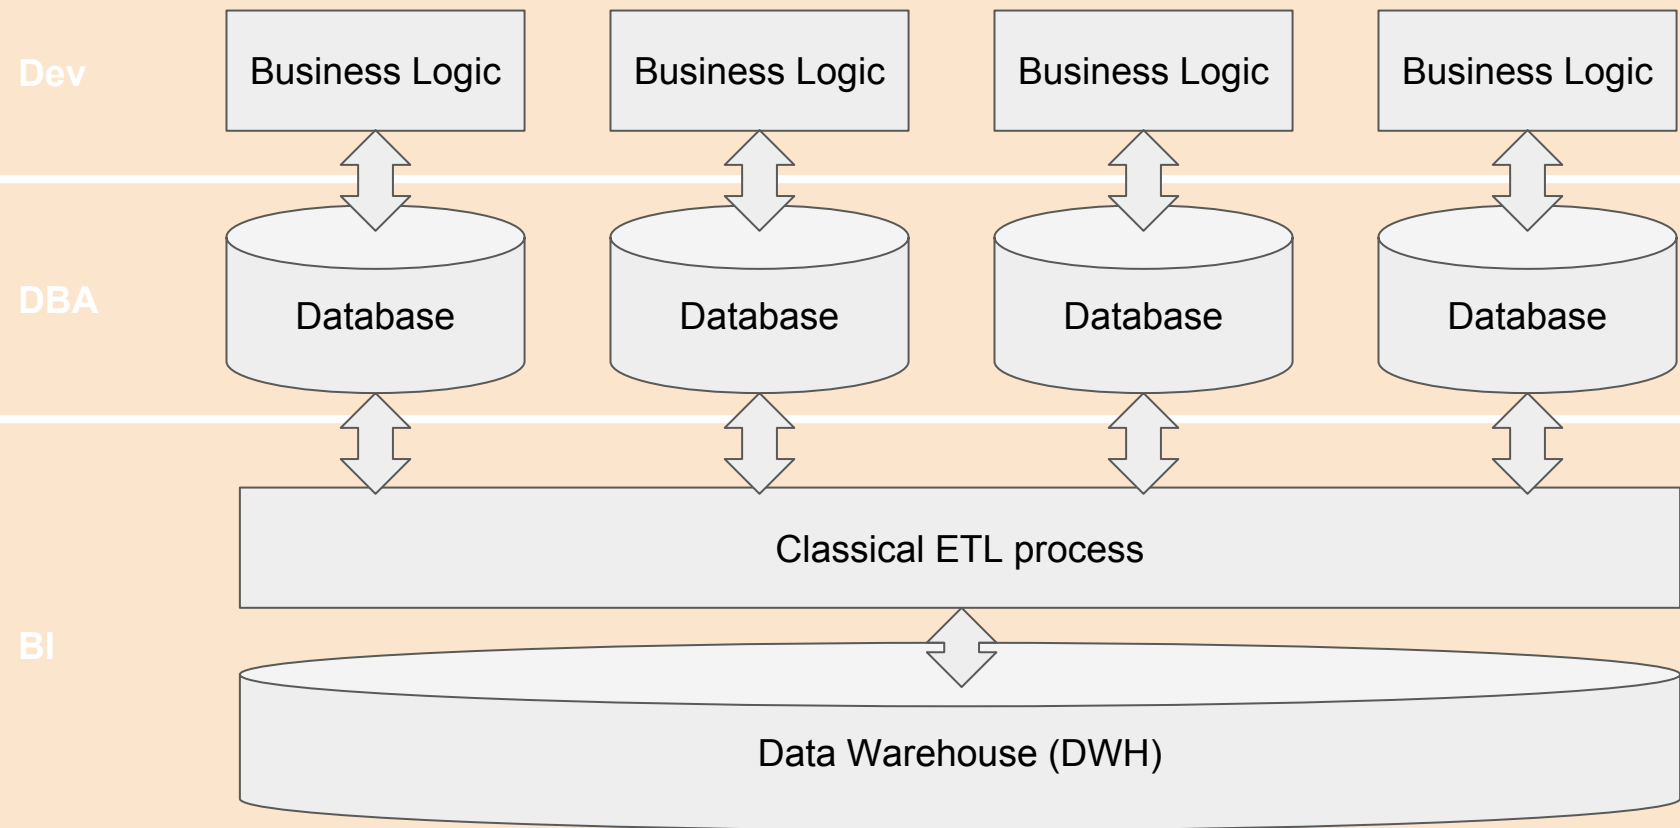 Dev
Business Logic
Business Logic
Business Logic
Business Logic
DBA
Database
Database
Database
Database
Classical ETL process
BI
Data Warehouse (DWH)